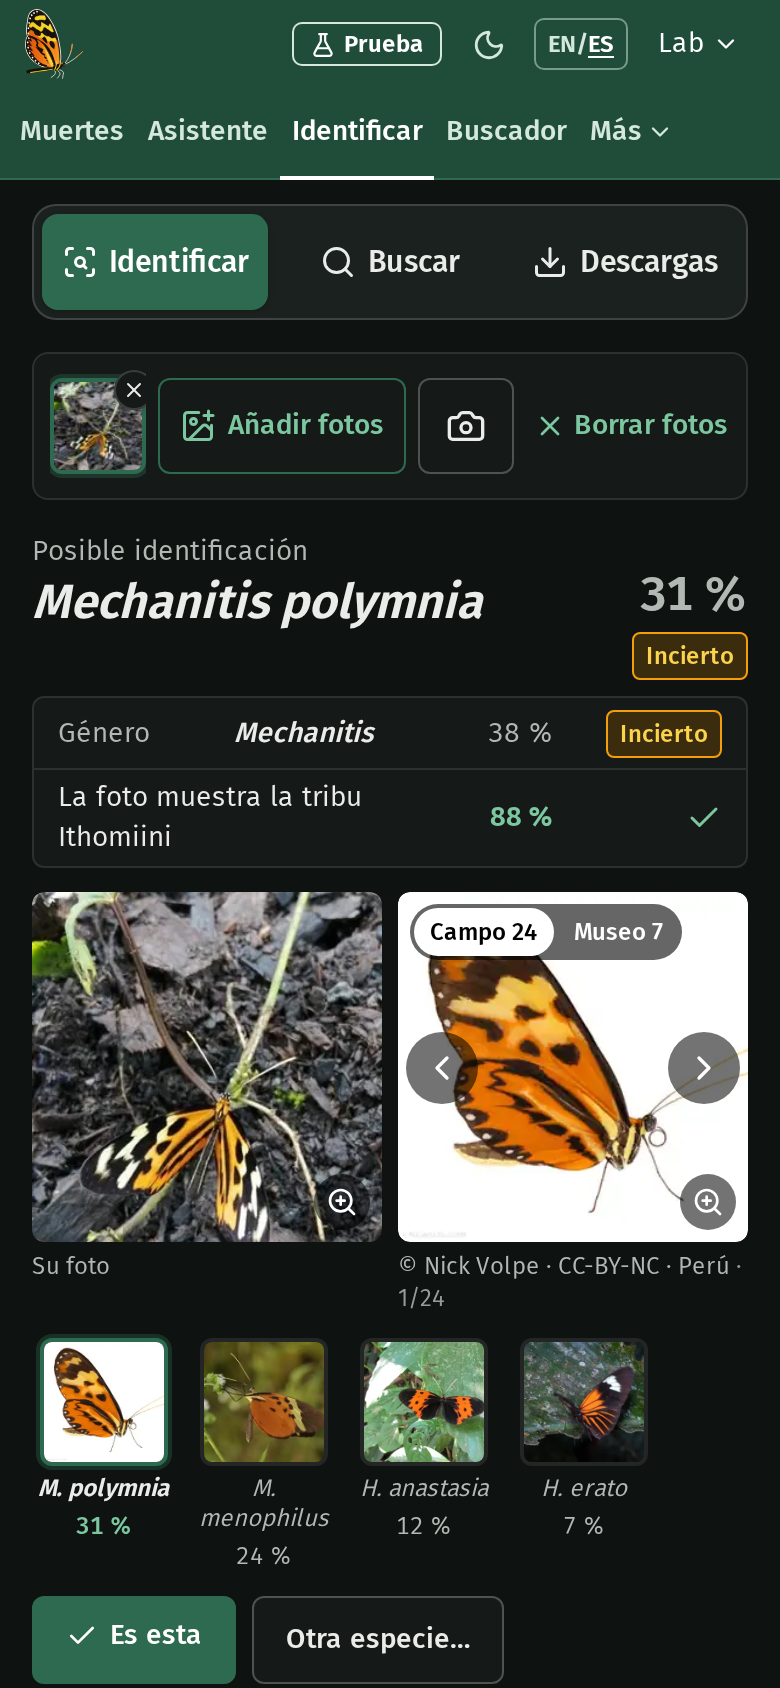 Prueba
EN/ES
Lab
Muertes
Asistente
Identificar
Buscador
Más
Identificar
Buscar
Descargas
Añadir fotos
Borrar fotos
Posible identificación
Mechanitis polymnia
31 %
Incierto
Género
Mechanitis
38 %
Incierto
La foto muestra la tribu
Ithomiini
88 %
Campo 24
Museo 7
Su foto
© Nick Volpe · CC-BY-NC · Perú ·
1/24
M. polymnia
31 %
M.
menophilus
24 %
H. anastasia
12 %
H. erato
7 %
Es esta
Otra especie...